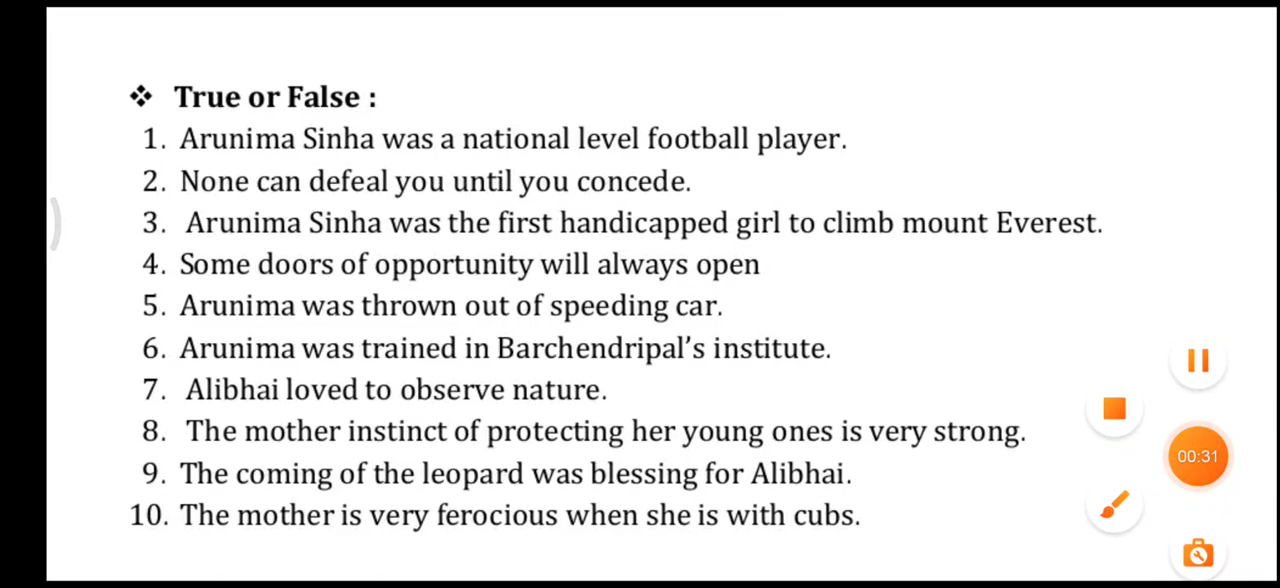 ❖ True or False :
1. Arunima Sinha was a national level football player.
2. None can defeal you until you concede.
3. Arunima Sinha was the first handicapped girl to climb mount Everest.
4. Some doors of opportunity will always open
5. Arunima was thrown out of speeding car.
6. Arunima was trained in Barchendripal’s institute.
7. Alibhai loved to observe nature.
8. The mother instinct of protecting her young ones is very strong.
9. The coming of the leopard was blessing for Alibhai.
10. The mother is very ferocious when she is with cubs.
00:31